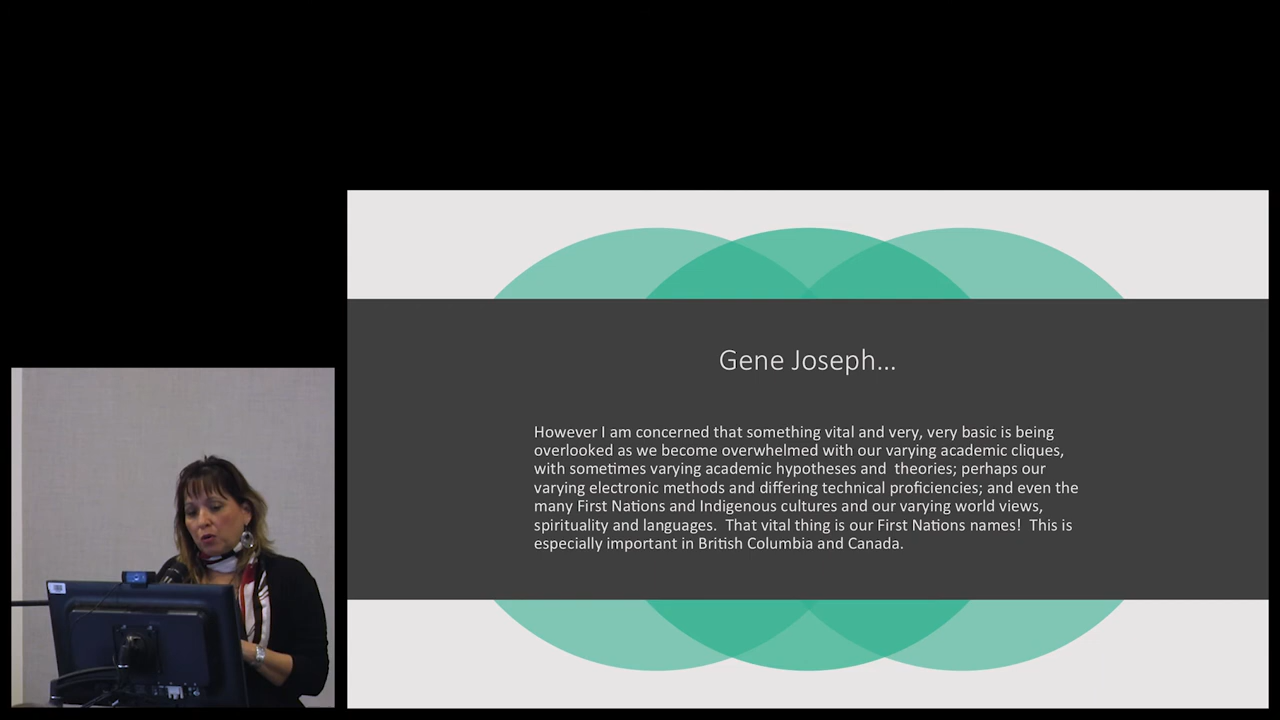 Gene Joseph...
However I am concerned that something vital and very, very basic is being
overlooked as we become overwhelmed with our varying academic cliques,
with sometimes varying academic hypotheses and  theories; perhaps our
varying electronic methods and differing technical proficiencies; and even the
many First Nations and Indigenous cultures and our varying world views,
spirituality and languages.  That vital thing is our First Nations names!  This is
especially important in British Columbia and Canada.